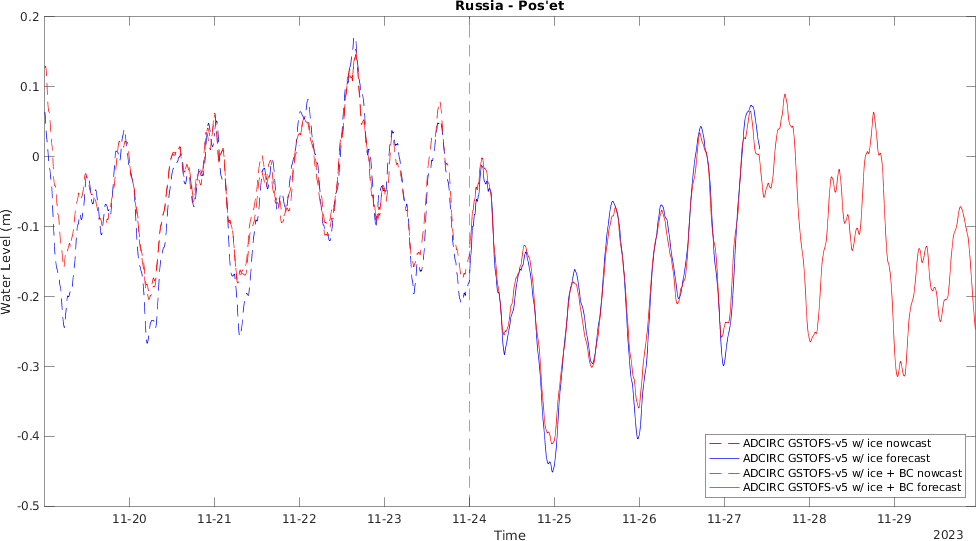 Russia - Pos'et
0.2
0.1
0
-0.1
-0.2
-0.3
-0.4
-0.5
Water Level (m)
ADCIRC GSTOFS-v5 w/ ice nowcast
ADCIRC GSTOFS-v5 w/ ice forecast
ADCIRC GSTOFS-v5 w/ ice + BC nowcast
ADCIRC GSTOFS-v5 w/ ice + BC forecast
11-20 11-21 11-22 11-23 11-24 11-25 11-26 11-27 11-28 11-29
Time
2023